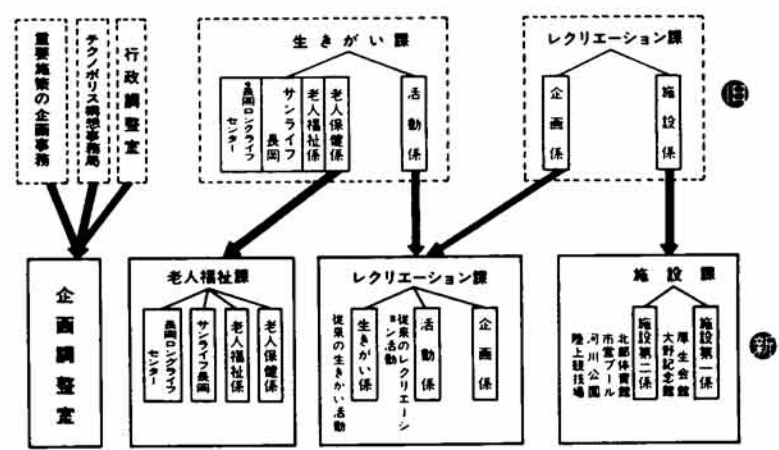 旧
レクリエーション課
施設係
企画係
生きがい課
活動係
老人保健係
老人福祉係
サンライフ長岡
長岡ロングライフセンター
行政調整室
テクノポリス構想事務局
重要施策の企画事務
新
施設課
施設第一係
厚生会館
大野記念館
施設第二係
北部体育館
市営プール
河川公園
陸上競技場
レクリエーション課
企画係
活動係
従来のレクリエーション活動
生きがい係
従来の生きがい活動
老人福祉課
老人保健係
老人福祉係
サンライフ長岡
長岡ロングライフセンター
企画調整室